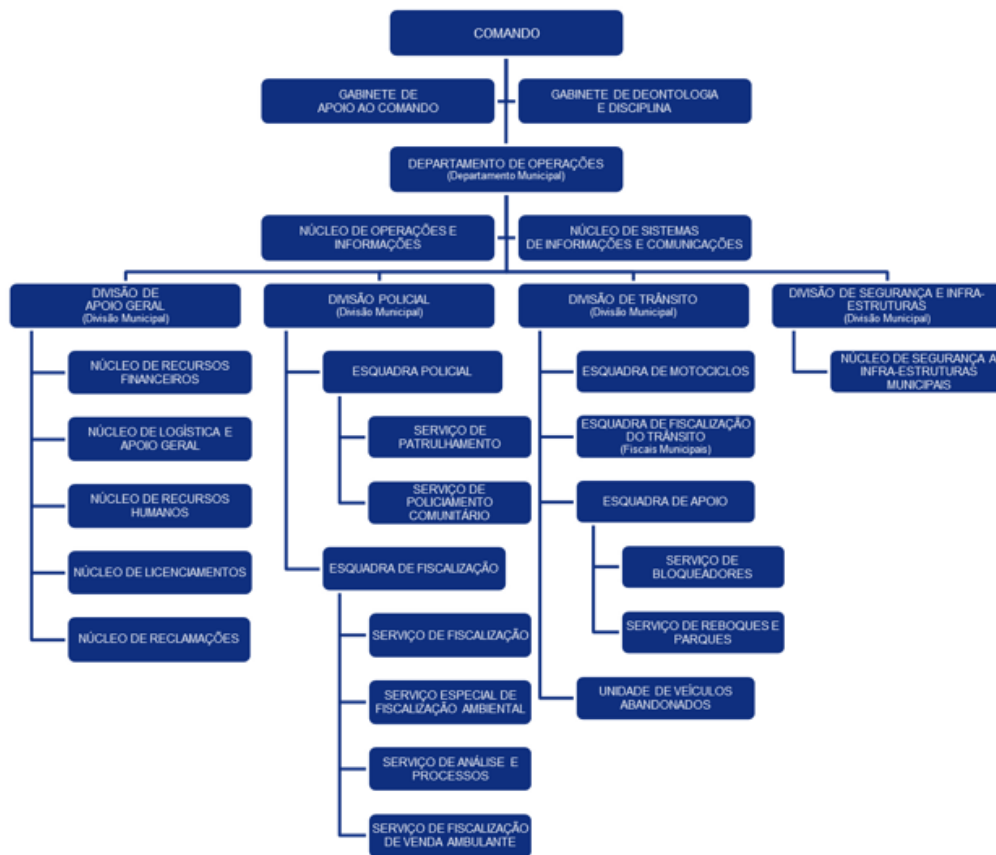 COMANDO
GABINETE DE
APOIO AO COMANDO
GABINETE DE DEONTOLOGIA
E DISCIPLINA
DEPARTAMENTO DE OPERAÇÕES
(Departamento Municipal)
NÚCLEO DE OPERAÇÕES E
INFORMAÇÕES
NÚCLEO DE SISTEMAS
DE INFORMAÇÕES E COMUNICAÇÕES
DIVISÃO DE
APOIO GERAL
(Divisão Municipal)
NÚCLEO DE RECURSOS
FINANCEIROS
NÚCLEO DE LOGÍSTICA E
APOIO GERAL
NÚCLEO DE RECURSOS
HUMANOS
NÚCLEO DE LICENCIAMENTOS
NÚCLEO DE RECLAMAÇÕES
DIVISÃO POLICIAL
(Divisão Municipal)
ESQUADRA POLICIAL
SERVIÇO DE
PATRULHAMENTO
SERVIÇO DE
POLICIAMENTO
COMUNITÁRIO
ESQUADRA DE FISCALIZAÇÃO
SERVIÇO DE FISCALIZAÇÃO
SERVIÇO ESPECIAL DE
FISCALIZAÇÃO AMBIENTAL
SERVIÇO DE ANÁLISE E
PROCESSOS
SERVIÇO DE FISCALIZAÇÃO
DE VENDA AMBULANTE
DIVISÃO DE TRÂNSITO
(Divisão Municipal)
ESQUADRA DE MOTOCICLOS
ESQUADRA DE FISCALIZAÇÃO
DO TRÂNSITO
(Fiscais Municipais)
ESQUADRA DE APOIO
SERVIÇO DE
BLOQUEADORES
SERVIÇO DE REBOQUES E
PARQUES
UNIDADE DE VEÍCULOS
ABANDONADOS
DIVISÃO DE SEGURANÇA E INFRA-
ESTRUTURAS
(Divisão Municipal)
NÚCLEO DE SEGURANÇA A
INFRA-ESTRUTURAS
MUNICIPAIS